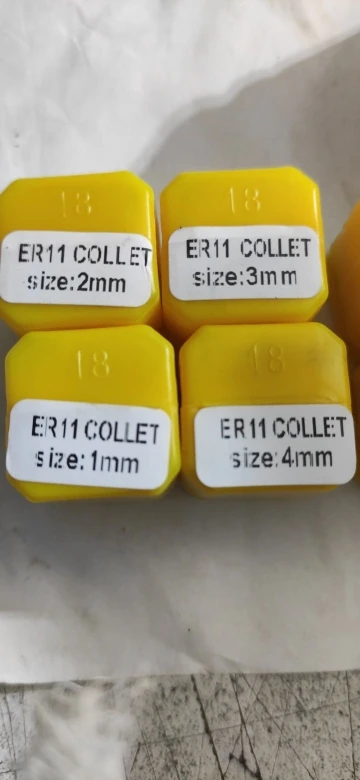 18
ER11 COLLET
size:2mm
18
ER11 COLLET
size:3mm
18
ER11 COLLET
size:1mm
18
ER11 COLLET
size:4mm